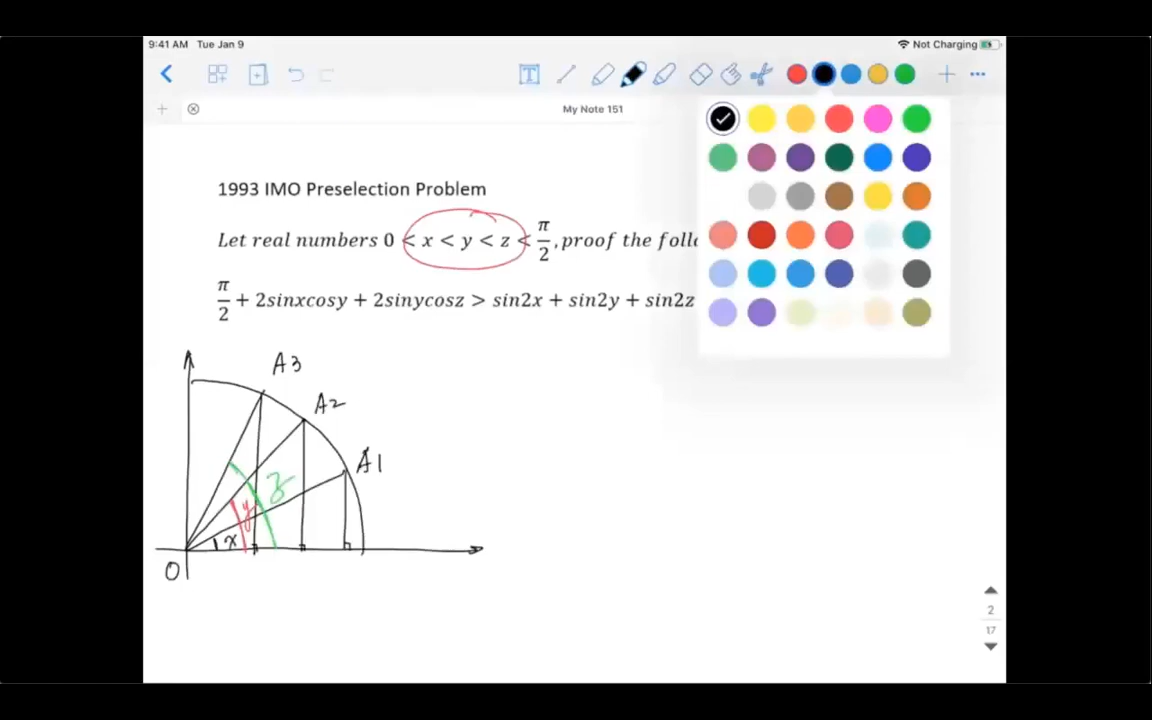 9:41 AM Tue Jan 9
Not Charging
T
My Note 151
1993 IMO Preselection Problem
Let real numbers 0 < x < y < z < π/2, proof the follo
π/2 + 2sinxcosy + 2sinycosz > sin2x + sin2y + sin2z
A3
A2
A1
z
y
x
O
2
17